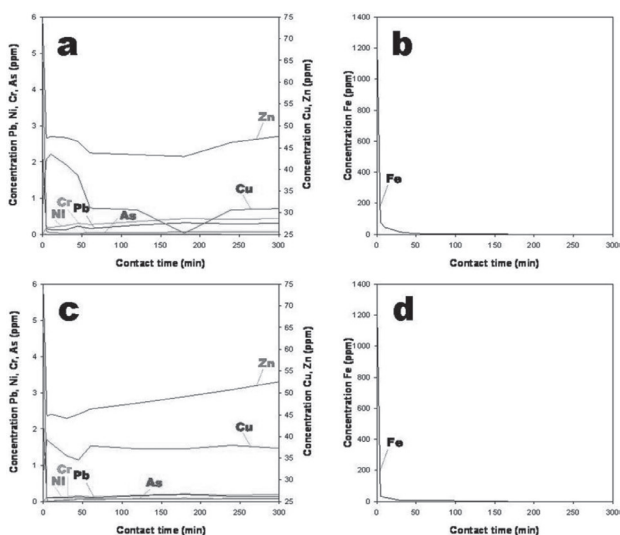 a
6
5
4
3
2
1
0
Concentration Pb, Ni, Cr, As (ppm)
75
70
65
60
55
50
45
40
35
30
25
Concentration Cu, Zn (ppm)
Zn
Cu
Cr
Ni
Pb
As
0 50 100 150 200 250 300
Contact time (min)
b
1400
1200
1000
800
600
400
200
0
Concentration Fe (ppm)
Fe
0 50 100 150 200 250 3000
Contact time (min)
c
6
5
4
3
2
1
0
Concentration Pb, Ni, Cr, As (ppm)
75
70
65
60
55
50
45
40
35
30
25
Concentration Cu, Zn (ppm)
Zn
Cu
Cr
Ni
Pb
As
0 50 100 150 200 250 300
Contact time (min)
d
1400
1200
1000
800
600
400
200
0
Concentration Fe (ppm)
Fe
0 50 100 150 200 250 3000
Contact time (min)